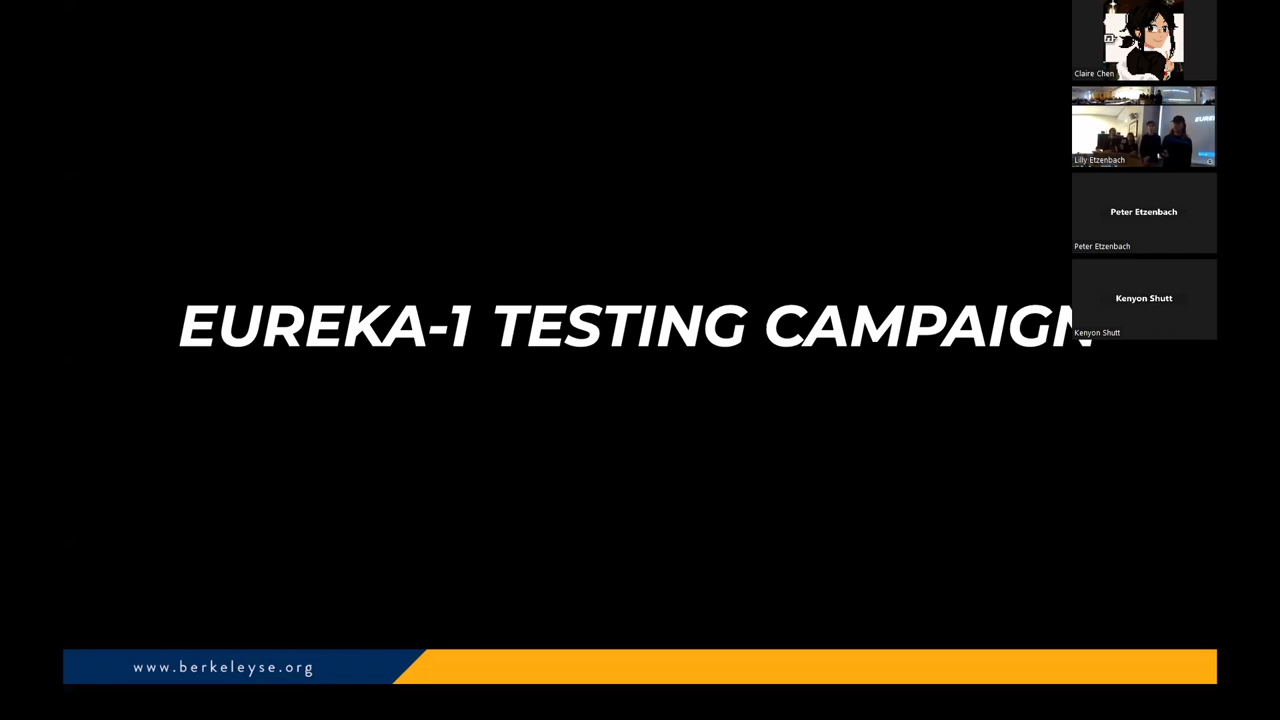 EUREKA-1 TESTING CAMPAIGN
www.berkeleyse.org
Claire Chen
Lilly Etzenbach
Peter Etzenbach
Peter Etzenbach
Kenyon Shutt
Kenyon Shutt